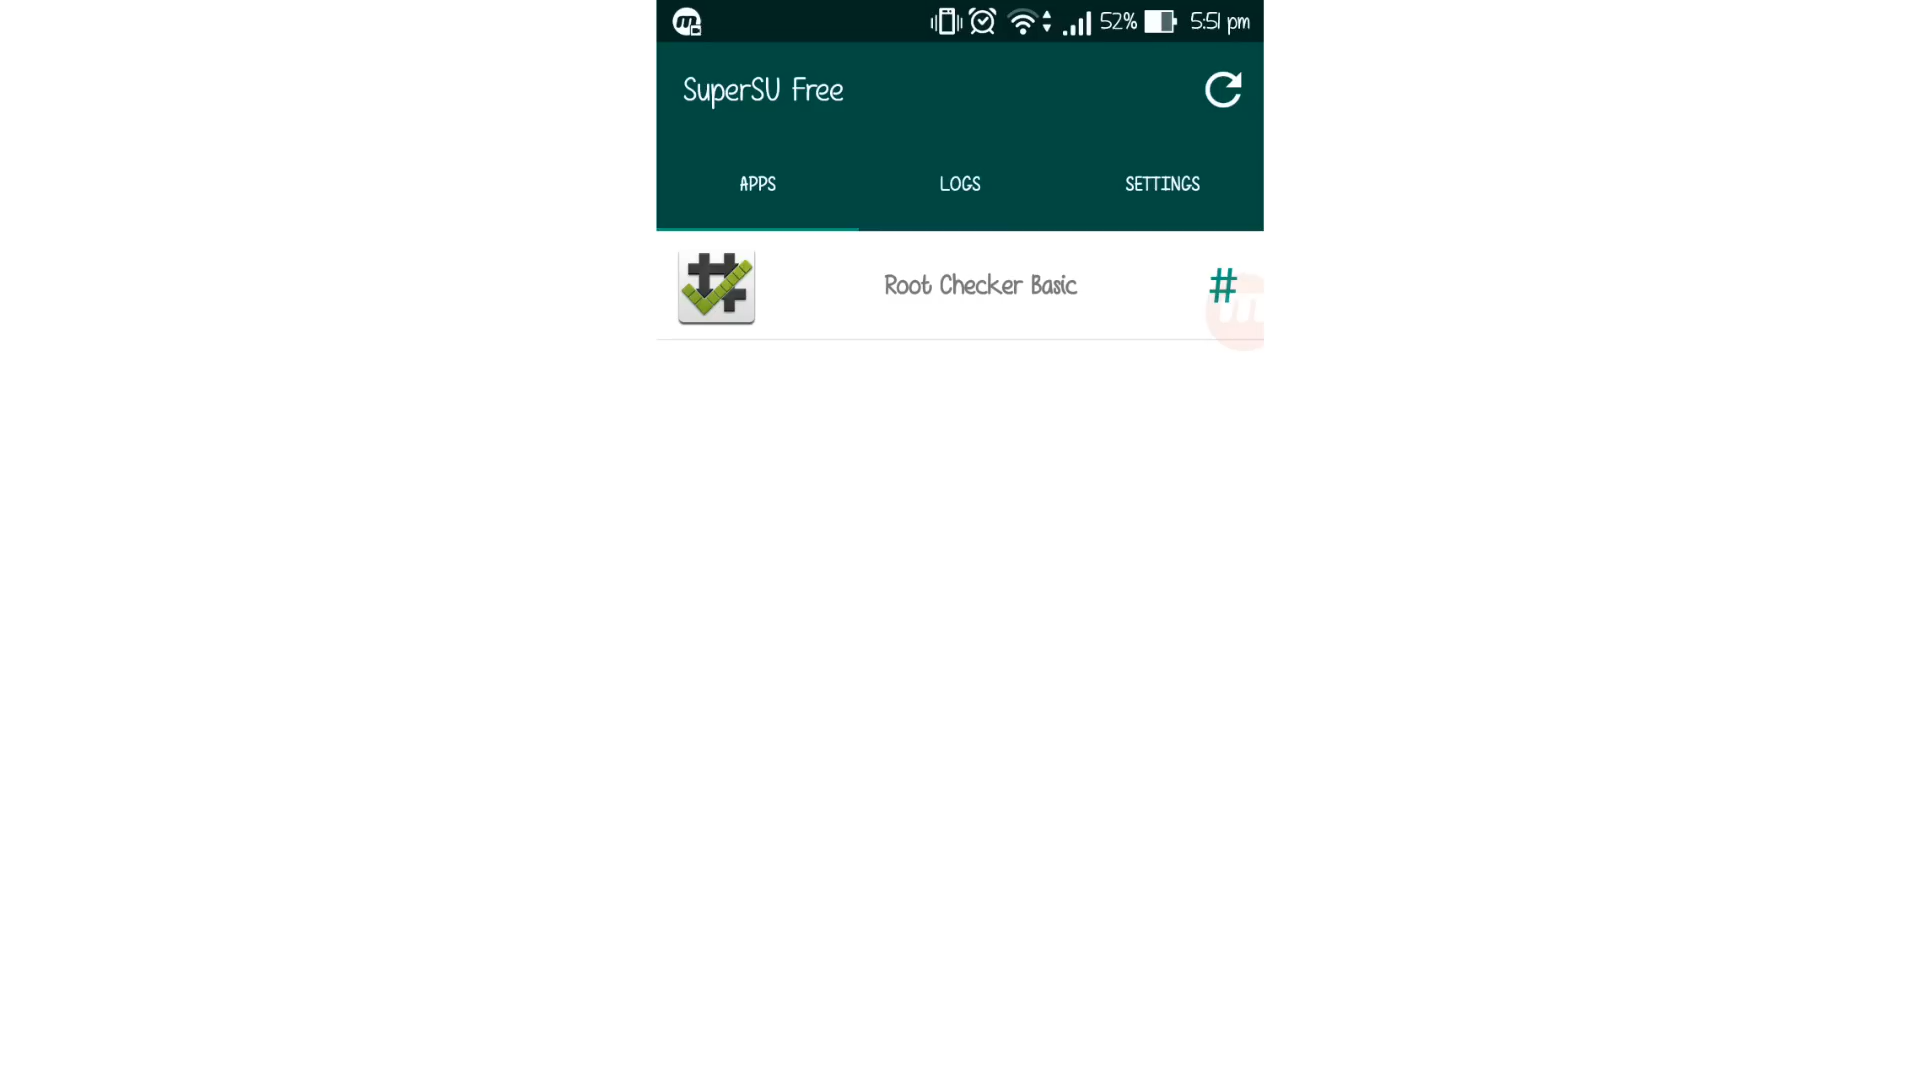 52% 5:51 pm
SuperSU Free
APPS LOGS SETTINGS
Root Checker Basic #